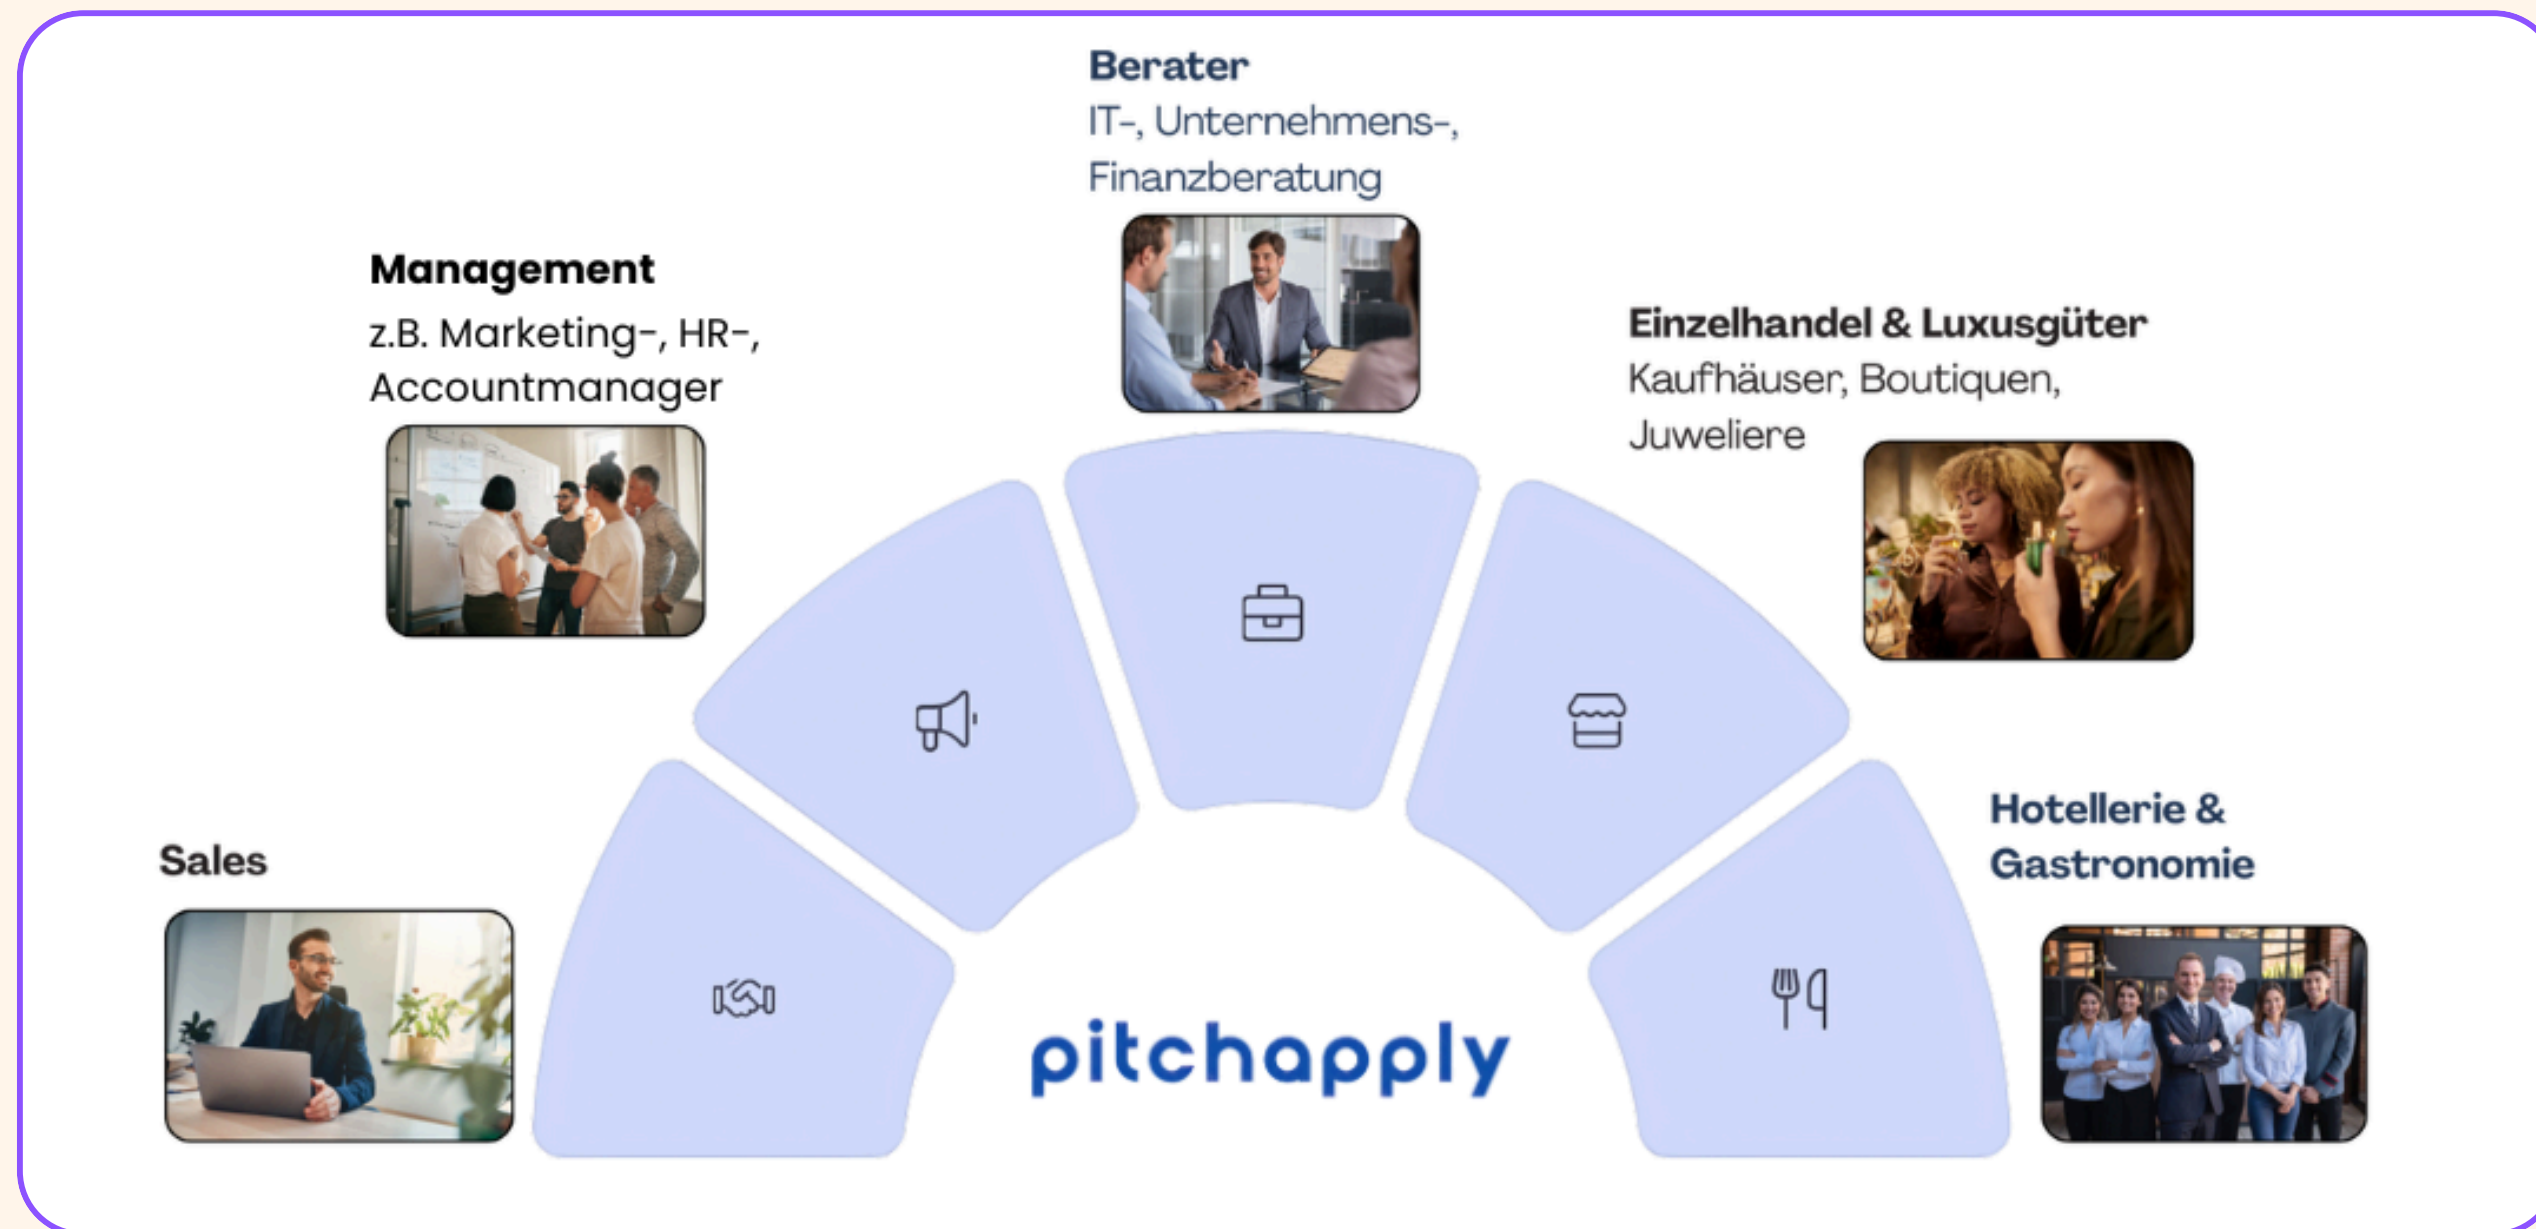 Berater
IT-, Unternehmens-,
Finanzberatung
Management
z.B. Marketing-, HR-,
Accountmanager
Einzelhandel & Luxusgüter
Kaufhäuser, Boutiquen,
Juweliere
Sales
Hotellerie &
Gastronomie
pitchapply